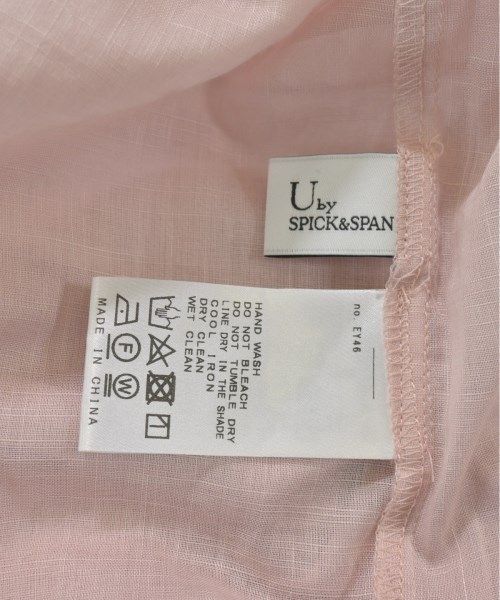 U by
SPICK&SPAN
no. EY46
HAND WASH
DO NOT BLEACH
DO NOT TUMBLE DRY
LINE DRY IN THE SHADE
COOL IRON
DRY CLEAN
WET CLEAN
F
W
MADE IN CHINA